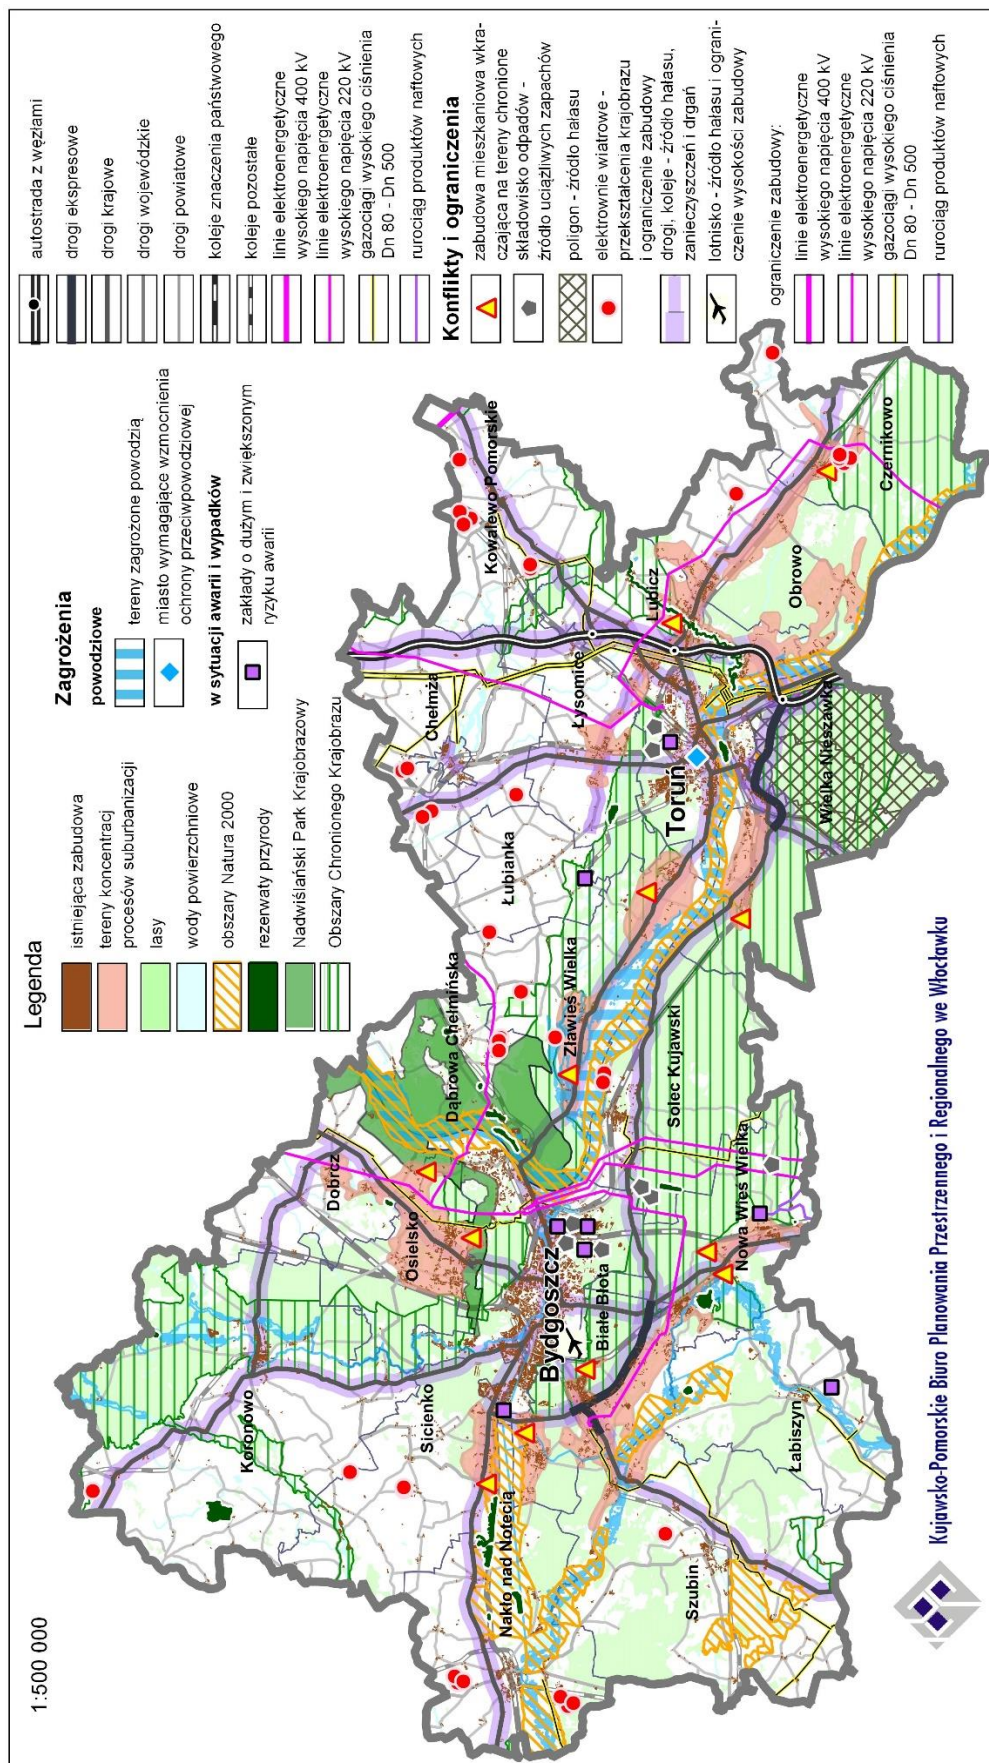 1:500 000
Legenda
istniejąca zabudowa
tereny koncentracji
procesów suburbanizacji
lasy
wody powierzchniowe
obszary Natura 2000
rezerwaty przyrody
Nadwiślański Park Krajobrazowy
Obszary Chronionego Krajobrazu
Zagrożenia
powodziowe
tereny zagrożone powodzią
miasto wymagające wzmocnienia
ochrony przeciwpowodziowej
w sytuacji awarii i wypadków
zakłady o dużym i zwiększonym
ryzyku awarii
autostrada z węzłami
drogi ekspresowe
drogi krajowe
drogi wojewódzkie
drogi powiatowe
koleje znaczenia państwowego
koleje pozostałe
linie elektroenergetyczne
wysokiego napięcia 400 kV
linie elektroenergetyczne
wysokiego napięcia 220 kV
gazociągi wysokiego ciśnienia
Dn 80 - Dn 500
rurociąg produktów naftowych
Konflikty i ograniczenia
zabudowa mieszkaniowa wkra-
czająca na tereny chronione
składowisko odpadów -
źródło uciążliwych zapachów
poligon - źródło hałasu
elektrownie wiatrowe -
przekształcenia krajobrazu
i ograniczenie zabudowy
drogi, koleje - źródło hałasu,
zanieczyszczeń i drgań
lotnisko - źródło hałasu i ograni-
czenie wysokości zabudowy
ograniczenie zabudowy:
linie elektroenergetyczne
wysokiego napięcia 400 kV
linie elektroenergetyczne
wysokiego napięcia 220 kV
gazociągi wysokiego ciśnienia
Dn 80 - Dn 500
rurociąg produktów naftowych
Koronowo
Dobrcz
Osielsko
Sicienko
Dąbrowa Chełmińska
Chełmża
Kowalewo Pomorskie
Łubianka
Łysomice
Lubicz
Nakło nad Notecią
Bydgoszcz
Białe Błota
Zławieś Wielka
Toruń
Obrowo
Czernikowo
Solec Kujawski
Wielka Nieszawka
Szubin
Łabiszyn
Nowa Wieś Wielka
Kujawsko-Pomorskie Biuro Planowania Przestrzennego i Regionalnego we Włocławku